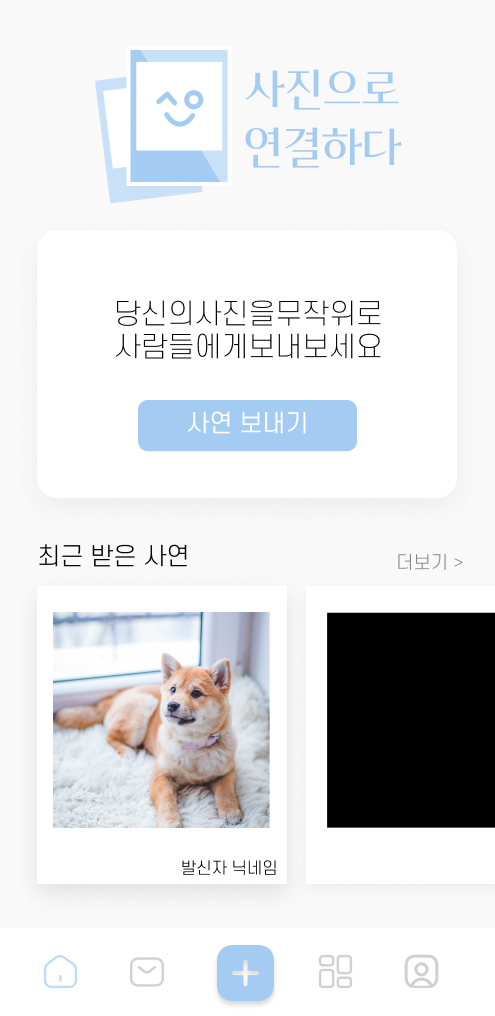 사진으로
연결하다
당신의사진을무작위로
사람들에게보내보세요
사연 보내기
최근 받은 사연
더보기 >
발신자 닉네임